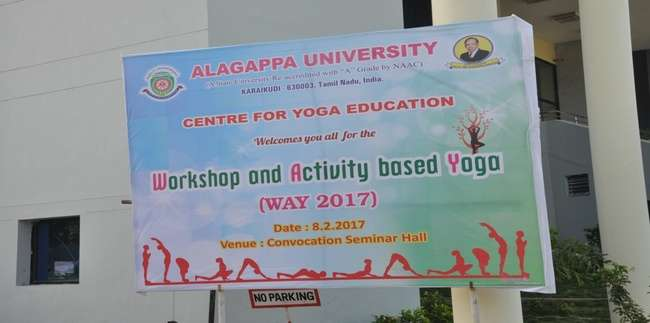 ALAGAPPA UNIVERSITY
(A State University Re-accredited with "A" Grade by NAAC)
KARAIKUDI - 630003, Tamil Nadu, India.
CENTRE FOR YOGA EDUCATION
Welcomes you all for the
Workshop and Activity based Yoga
(WAY 2017)
Date : 8.2.2017
Venue : Convocation Seminar Hall
NO PARKING